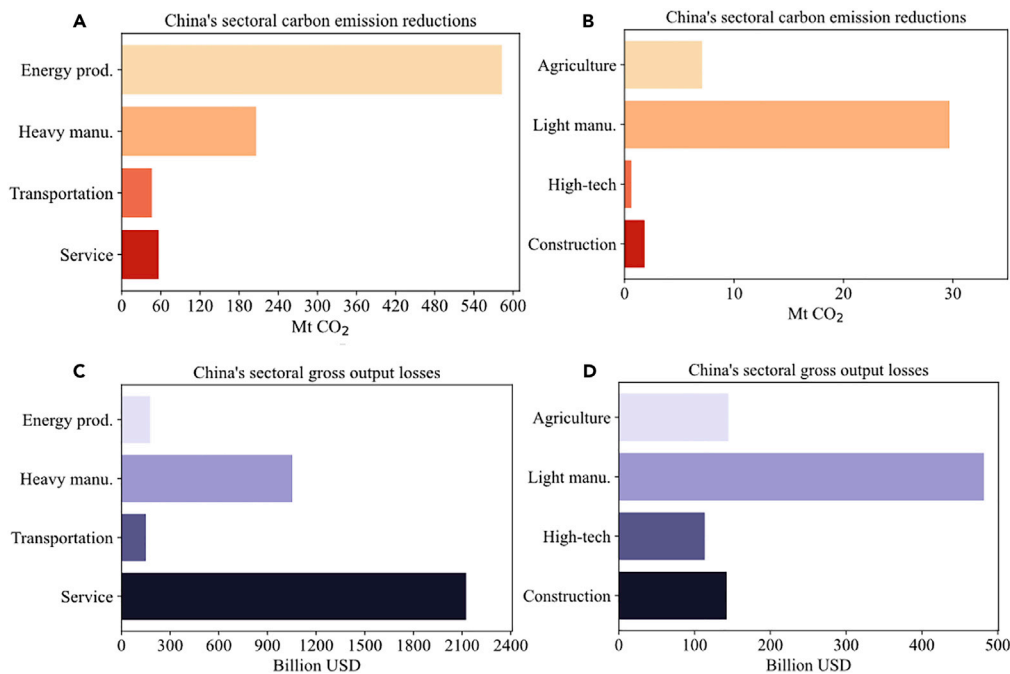 A
China's sectoral carbon emission reductions
Energy prod.
Heavy manu.
Transportation
Service
0 60 120 180 240 300 360 420 480 540 600
Mt CO₂
B
China's sectoral carbon emission reductions
Agriculture
Light manu.
High-tech
Construction
0 10 20 30
Mt CO₂
C
China's sectoral gross output losses
Energy prod.
Heavy manu.
Transportation
Service
0 300 600 900 1200 1500 1800 2100 2400
Billion USD
D
China's sectoral gross output losses
Agriculture
Light manu.
High-tech
Construction
0 100 200 300 400 500
Billion USD